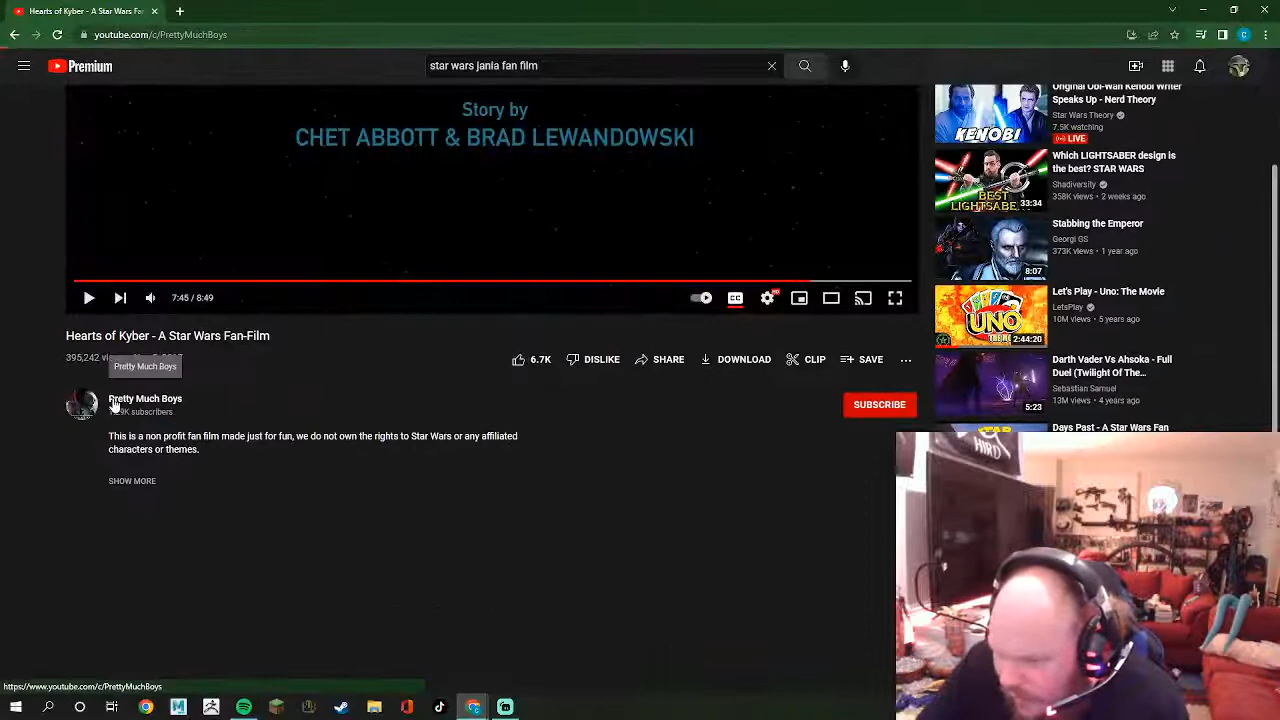 Hearts of Kyber - A Star Wars Fan
youtube.com/c/PrettyMuchBoys
Premium
star wars jania fan film
Story by
CHET ABBOTT & BRAD LEWANDOWSKI
7:45 / 8:49
Hearts of Kyber - A Star Wars Fan-Film
395,242 vi
Pretty Much Boys
6.7K
DISLIKE
SHARE
DOWNLOAD
CLIP
SAVE
Pretty Much Boys
K subscribers
SUBSCRIBE
This is a non profit fan film made just for fun, we do not own the rights to Star Wars or any affiliated
characters or themes.
SHOW MORE
KENOBI
Original Obi-Wan Kenobi Writer
Speaks Up - Nerd Theory
Star Wars Theory
7.5K watching
LIVE
BEST
LIGHTSABE
33:34
Which LIGHTSABER design is
the best? STAR WARS
Shadiversity
358K views • 2 weeks ago
8:07
Stabbing the Emperor
Georgi GS
373K views • 1 year ago
UNO
2:44:20
Let's Play - Uno: The Movie
LetsPlay
10M views • 5 years ago
5:23
Darth Vader Vs Ahsoka - Full
Duel (Twilight Of The...
Sebastian Samuel
13M views • 4 years ago
Days Past - A Star Wars Fan
HIRD
https://www.youtube.com/c/PrettyMuchBoys